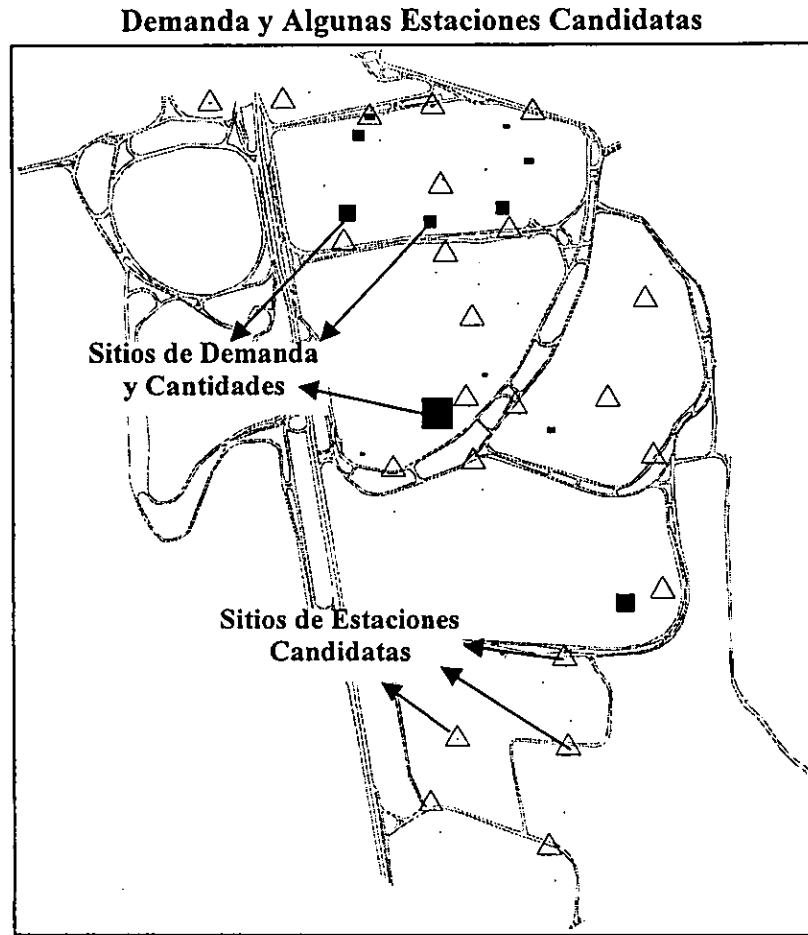 Demanda y Algunas Estaciones Candidatas
Sitios de Demanda
y Cantidades
Sitios de Estaciones
Candidatas